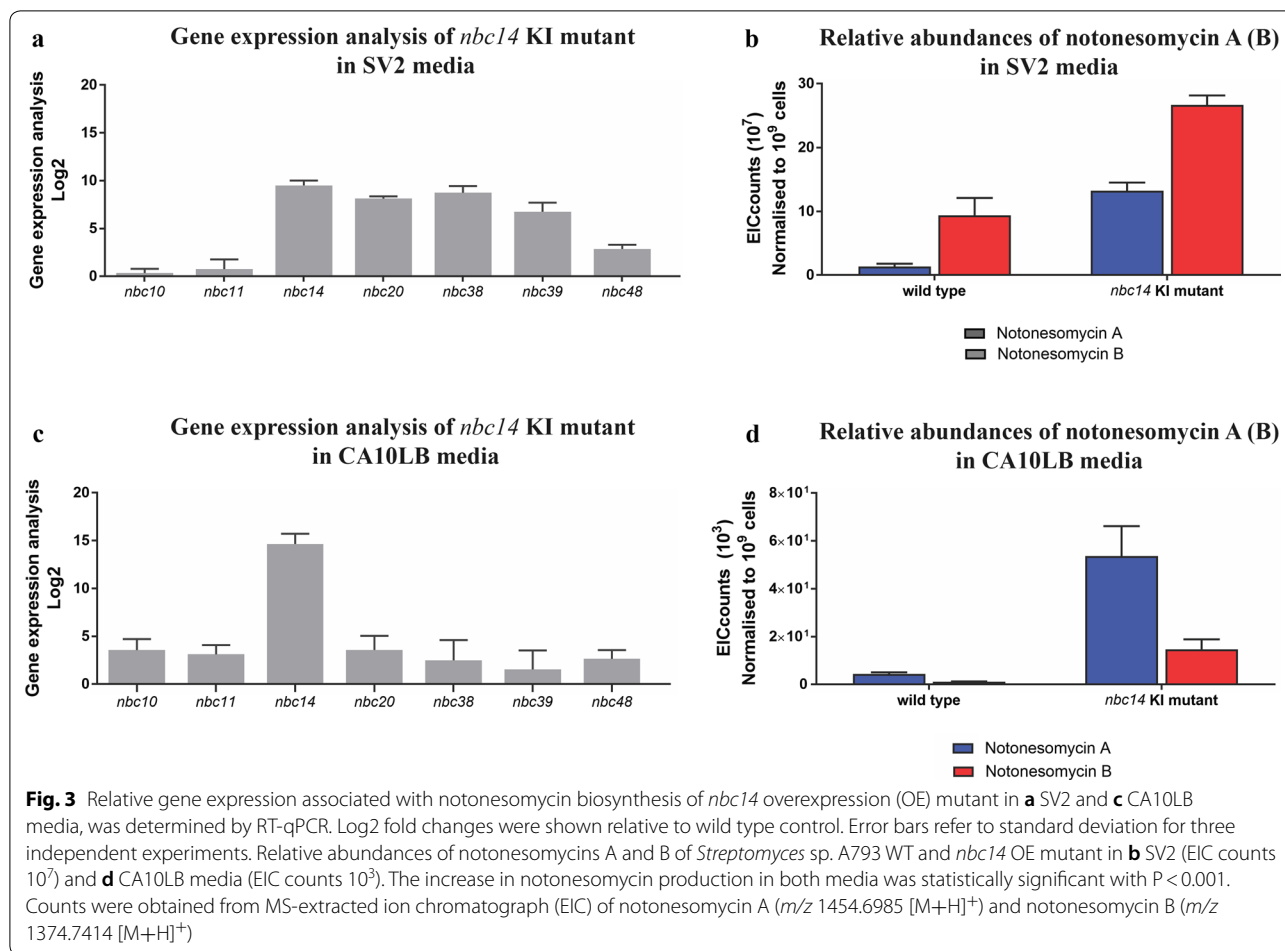 a
Gene expression analysis of nbc14 KI mutant
in SV2 media
Gene expression analysis
Log2
20
15
10
5
0
nbc10 nbc11 nbc14 nbc20 nbc38 nbc39 nbc48
b
Relative abundances of notonesomycin A (B)
in SV2 media
EICcounts (10⁷)
Normalised to 10⁹ cells
30
20
10
0
wild type nbc14 KI mutant
Notonesomycin A
Notonesomycin B
c
Gene expression analysis of nbc14 KI mutant
in CA10LB media
Gene expression analysis
Log2
20
15
10
5
0
nbc10 nbc11 nbc14 nbc20 nbc38 nbc39 nbc48
d
Relative abundances of notonesomycin A (B)
in CA10LB media
EICcounts (10³)
Normalised to 10⁹ cells
8×10¹
6×10¹
4×10¹
2×10¹
0
wild type nbc14 KI mutant
Notonesomycin A
Notonesomycin B
Fig. 3 Relative gene expression associated with notonesomycin biosynthesis of nbc14 overexpression (OE) mutant in a SV2 and c CA10LB
media, was determined by RT-qPCR. Log2 fold changes were shown relative to wild type control. Error bars refer to standard deviation for three
independent experiments. Relative abundances of notonesomycins A and B of Streptomyces sp. A793 WT and nbc14 OE mutant in b SV2 (EIC counts
10⁷) and d CA10LB media (EIC counts 10³). The increase in notonesomycin production in both media was statistically significant with P < 0.001.
Counts were obtained from MS-extracted ion chromatograph (EIC) of notonesomycin A (m/z 1454.6985 [M+H]⁺) and notonesomycin B (m/z
1374.7414 [M+H]⁺)